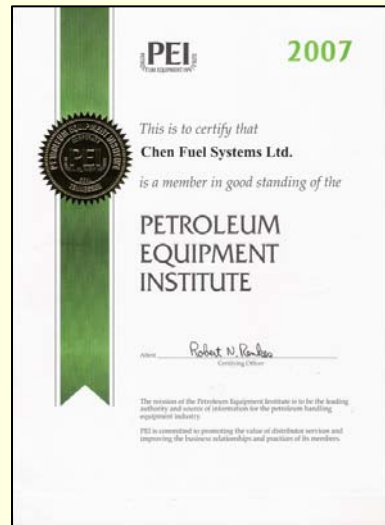 PEI
2007
This is to certify that
Chen Fuel Systems Ltd.
is a member in good standing of the
PETROLEUM
EQUIPMENT
INSTITUTE
PEI
Attest Robert N. Renkes
Certifying Officer
The mission of the Petroleum Equipment Institute is to be the leading
authority and source of information for the petroleum handling
equipment industry.
PEI is committed to promoting the value of distributor services and
improving the business relationships and practices of its members.